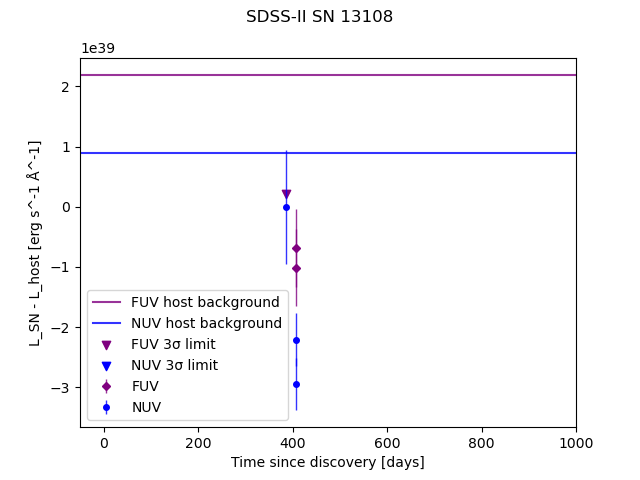 SDSS-II SN 13108
1e39
2
1
0
−1
−2
−3
L_SN - L_host [erg s^-1 Å^-1]
FUV host background
NUV host background
FUV 3σ limit
NUV 3σ limit
FUV
NUV
0 200 400 600 800 1000
Time since discovery [days]